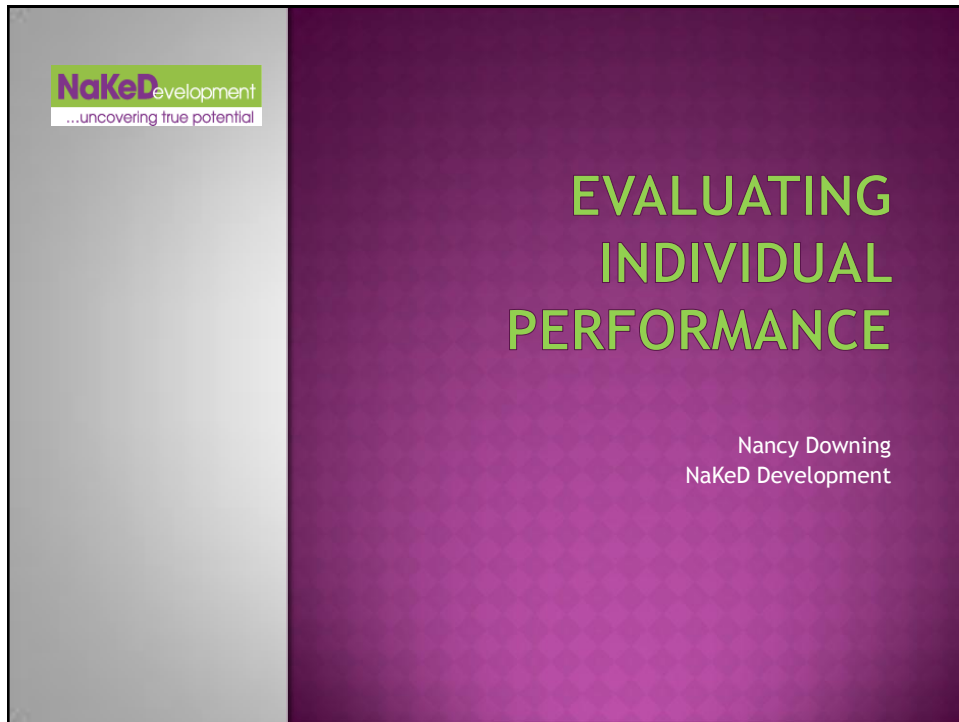 NaKeDevelopment
...uncovering true potential
EVALUATING
INDIVIDUAL
PERFORMANCE
Nancy Downing
NaKeD Development